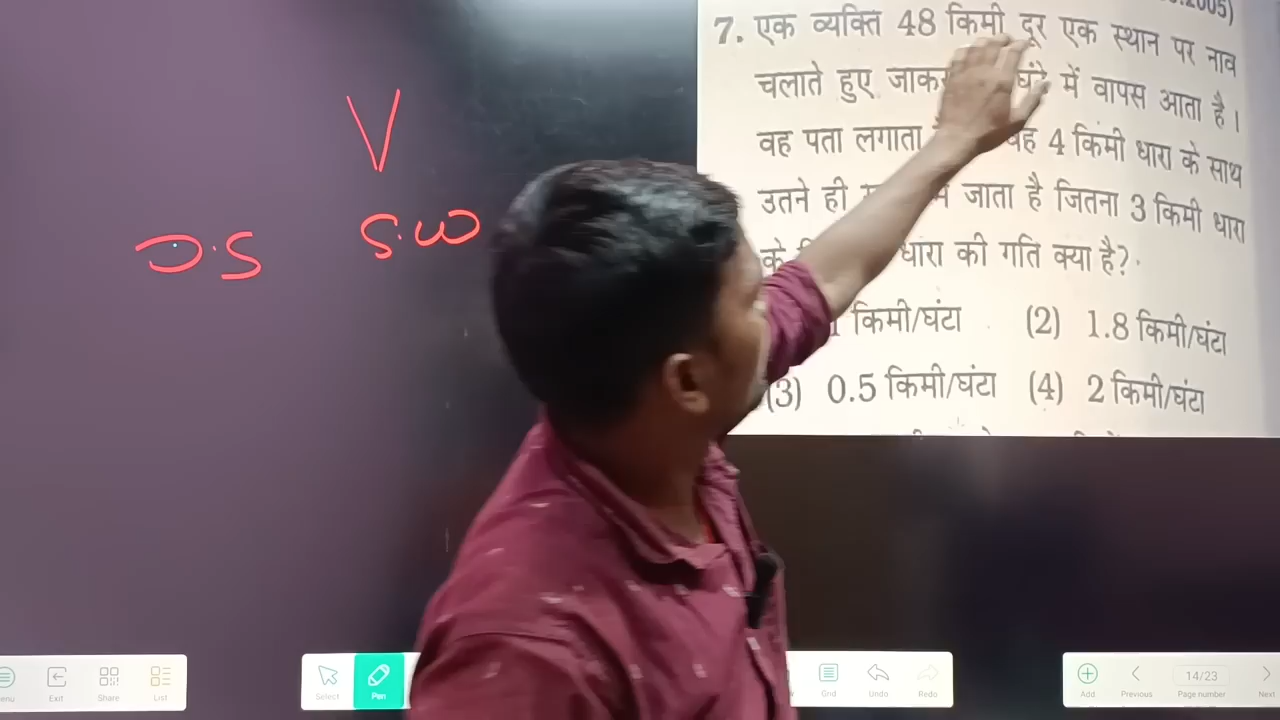 .2005)
7. एक व्यक्ति 48 किमी दूर एक स्थान पर नाव
चलाते हुए जाकर घंटे में वापस आता है।
वह पता लगाता वह 4 किमी धारा के साथ
उतने ही में जाता है जितना 3 किमी धारा
के धारा की गति क्या है?
1 किमी/घंटा (2) 1.8 किमी/घंटा
(3) 0.5 किमी/घंटा (4) 2 किमी/घंटा
V
S.W
D.S
Exit Share List
Select Pen
Grid Undo Redo
Add Previous 14/23 Page number Next